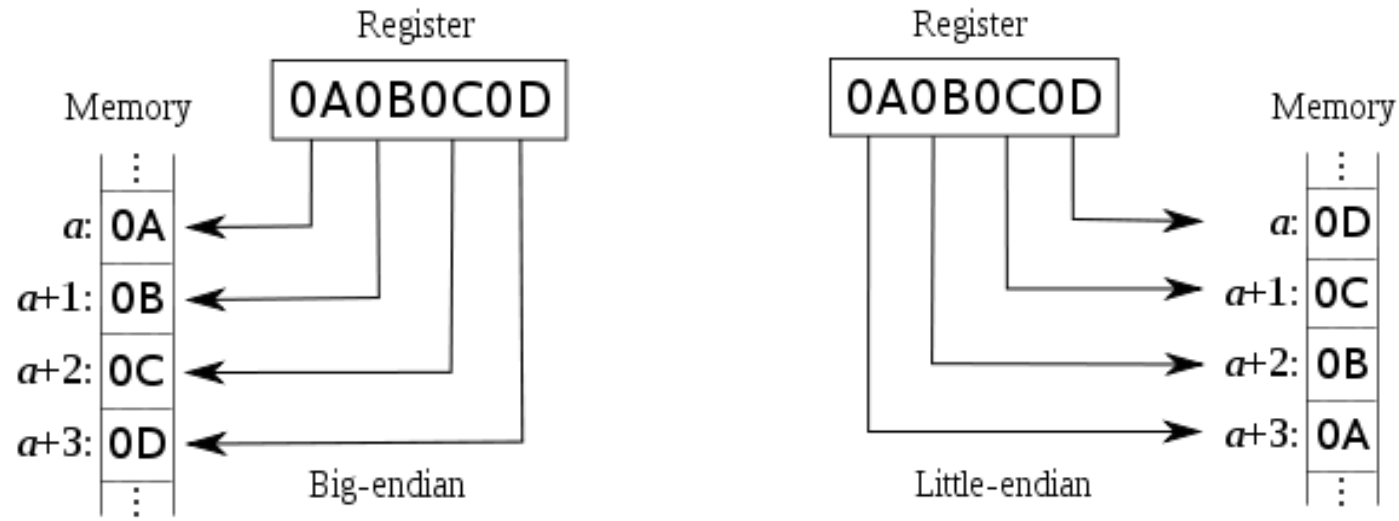 Register
0A0B0C0D
Memory
a: 0A
a+1: 0B
a+2: 0C
a+3: 0D
Big-endian
Register
0A0B0C0D
Memory
a: 0D
a+1: 0C
a+2: 0B
a+3: 0A
Little-endian